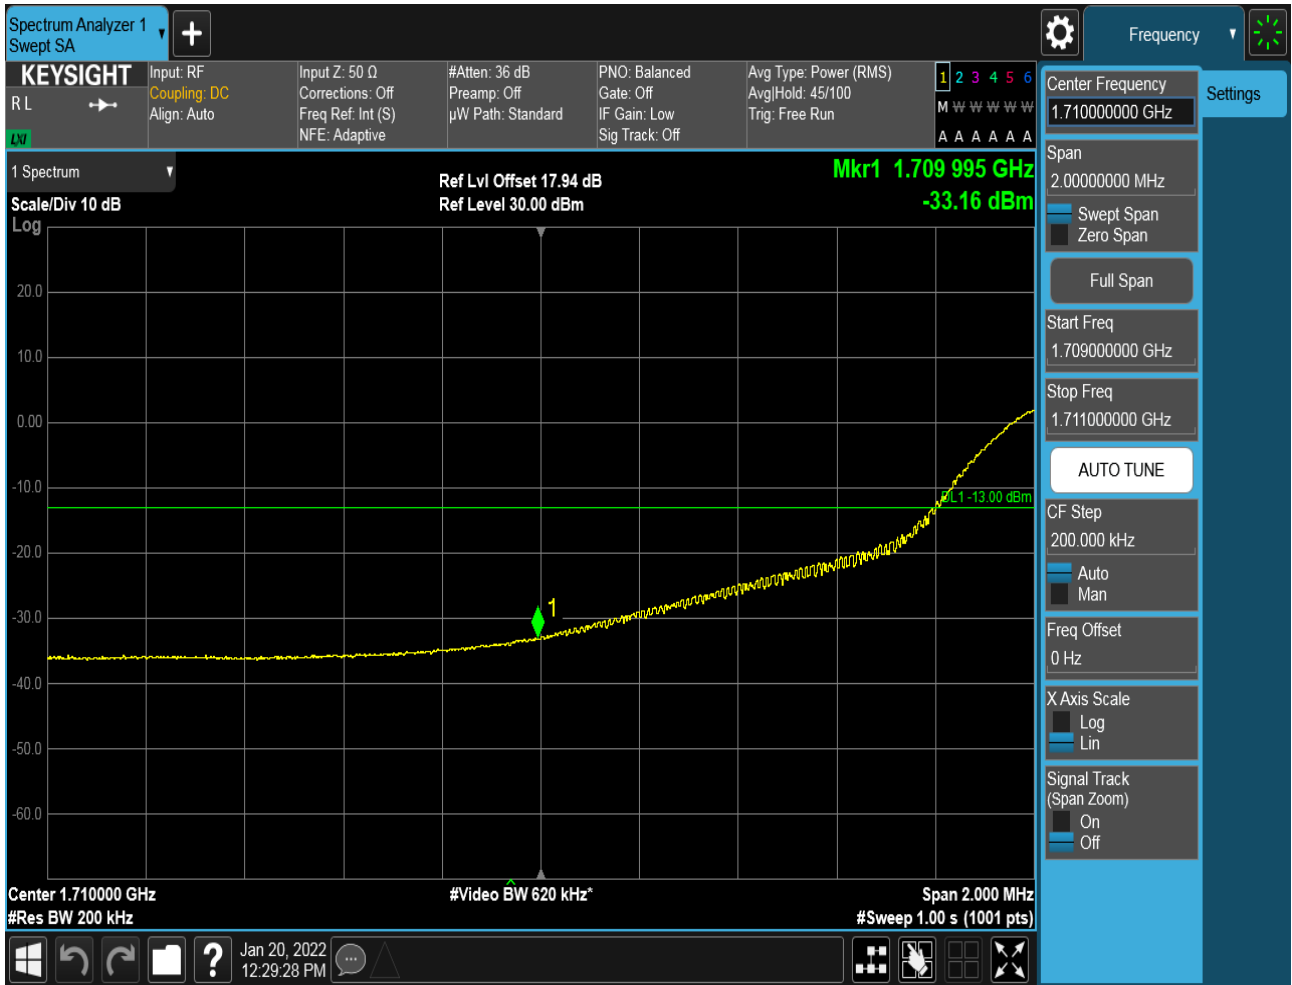 Spectrum Analyzer 1
Swept SA
Frequency
KEYSIGHT
R L
LXI
Input: RF
Coupling: DC
Align: Auto
Input Z: 50 Ω
Corrections: Off
Freq Ref: Int (S)
NFE: Adaptive
#Atten: 36 dB
Preamp: Off
µW Path: Standard
PNO: Balanced
Gate: Off
IF Gain: Low
Sig Track: Off
Avg Type: Power (RMS)
Avg|Hold: 45/100
Trig: Free Run
1 2 3 4 5 6
M W W W W W
A A A A A A
1 Spectrum
Scale/Div 10 dB
Log
Ref Lvl Offset 17.94 dB
Ref Level 30.00 dBm
Mkr1 1.709 995 GHz
-33.16 dBm
20.0
10.0
0.00
-10.0
-20.0
-30.0
-40.0
-50.0
-60.0
DL1 -13.00 dBm
1
Center 1.710000 GHz
#Res BW 200 kHz
#Video BW 620 kHz*
Span 2.000 MHz
#Sweep 1.00 s (1001 pts)
Jan 20, 2022
12:29:28 PM
Center Frequency
1.710000000 GHz
Settings
Span
2.00000000 MHz
Swept Span
Zero Span
Full Span
Start Freq
1.709000000 GHz
Stop Freq
1.711000000 GHz
AUTO TUNE
CF Step
200.000 kHz
Auto
Man
Freq Offset
0 Hz
X Axis Scale
Log
Lin
Signal Track
(Span Zoom)
On
Off